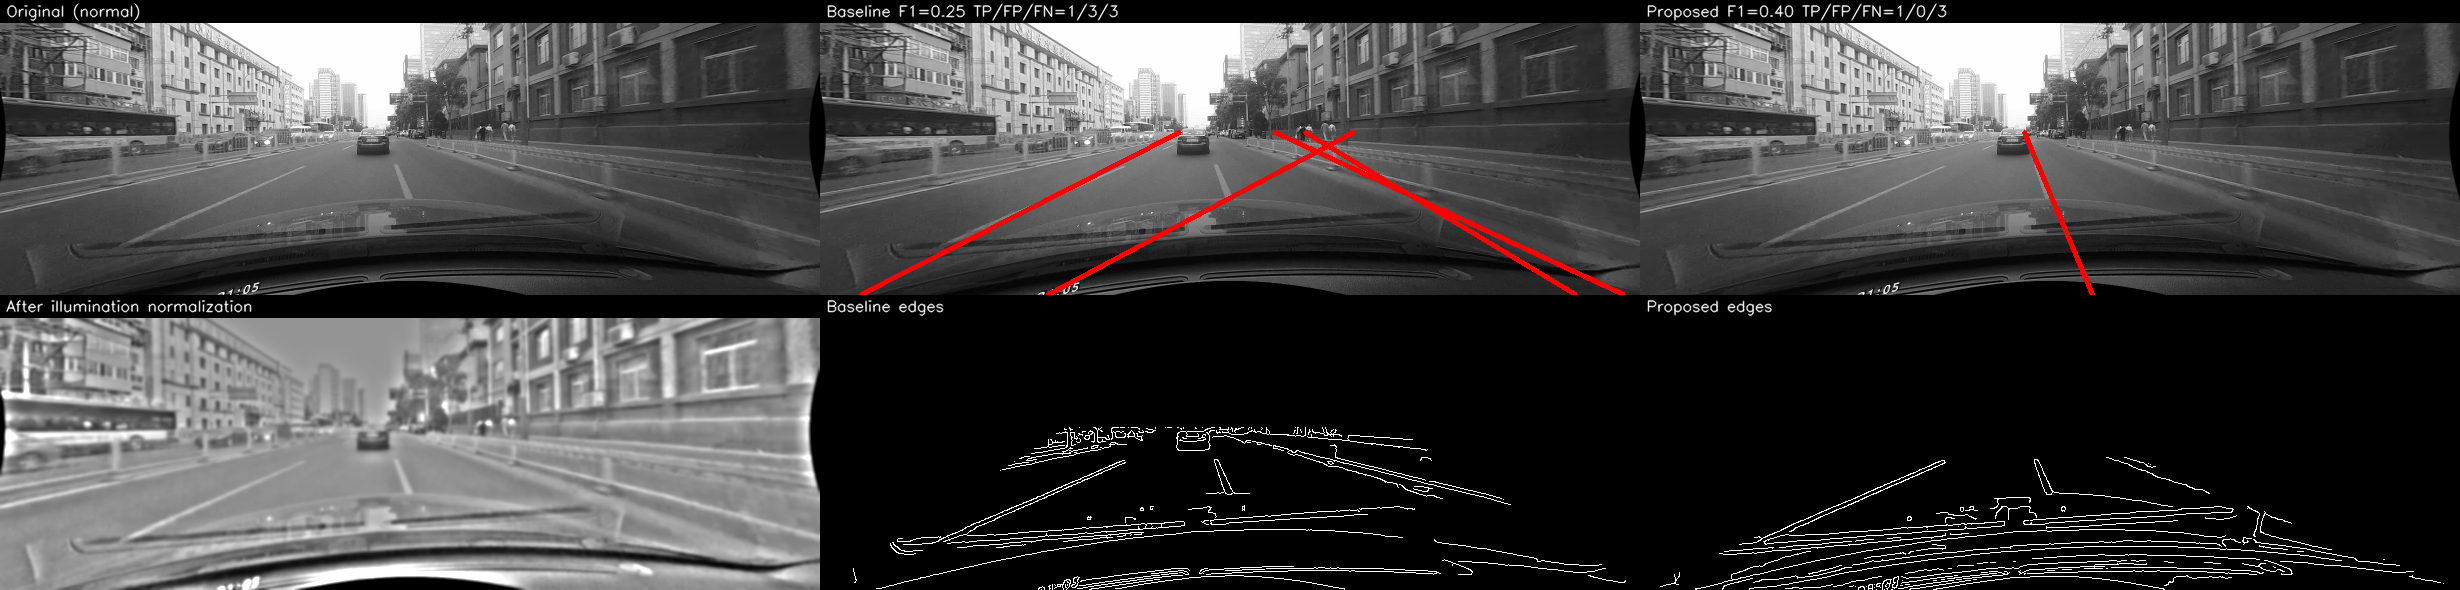 Original (normal)
Baseline F1=0.25 TP/FP/FN=1/3/3
Proposed F1=0.40 TP/FP/FN=1/0/3
After illumination normalization
Baseline edges
Proposed edges